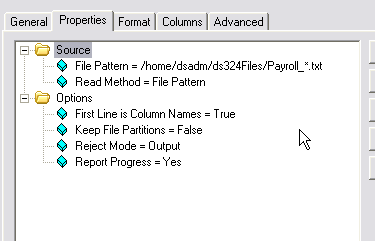 General Properties Format Columns Advanced
Source
File Pattern = /home/dsadm/ds324Files/Payroll_*.txt
Read Method = File Pattern
Options
First Line is Column Names = True
Keep File Partitions = False
Reject Mode = Output
Report Progress = Yes